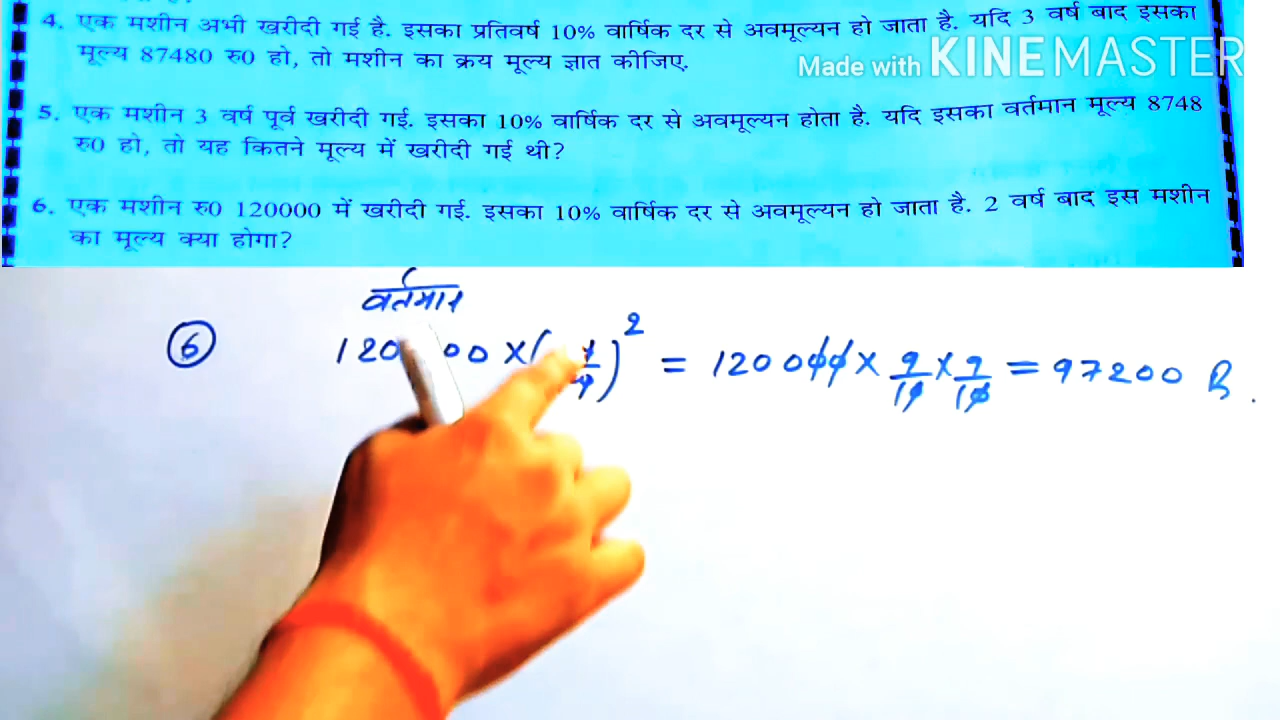 4. एक मशीन अभी खरीदी गई है. इसका प्रतिवर्ष 10% वार्षिक दर से अवमूल्यन हो जाता है. यदि 3 वर्ष बाद इसका
मूल्य 87480 रु0 हो, तो मशीन का क्रय मूल्य ज्ञात कीजिए.
Made with KINEMASTER
5. एक मशीन 3 वर्ष पूर्व खरीदी गई. इसका 10% वार्षिक दर से अवमूल्यन होता है. यदि इसका वर्तमान मूल्य 8748
रु0 हो, तो यह कितने मूल्य में खरीदी गई थी?
6. एक मशीन रु0 120000 में खरीदी गई. इसका 10% वार्षिक दर से अवमूल्यन हो जाता है. 2 वर्ष बाद इस मशीन
का मूल्य क्या होगा?
वर्तमान
6 120 00 × ( )² = 120000 × 9/10 × 9/10 = 97200